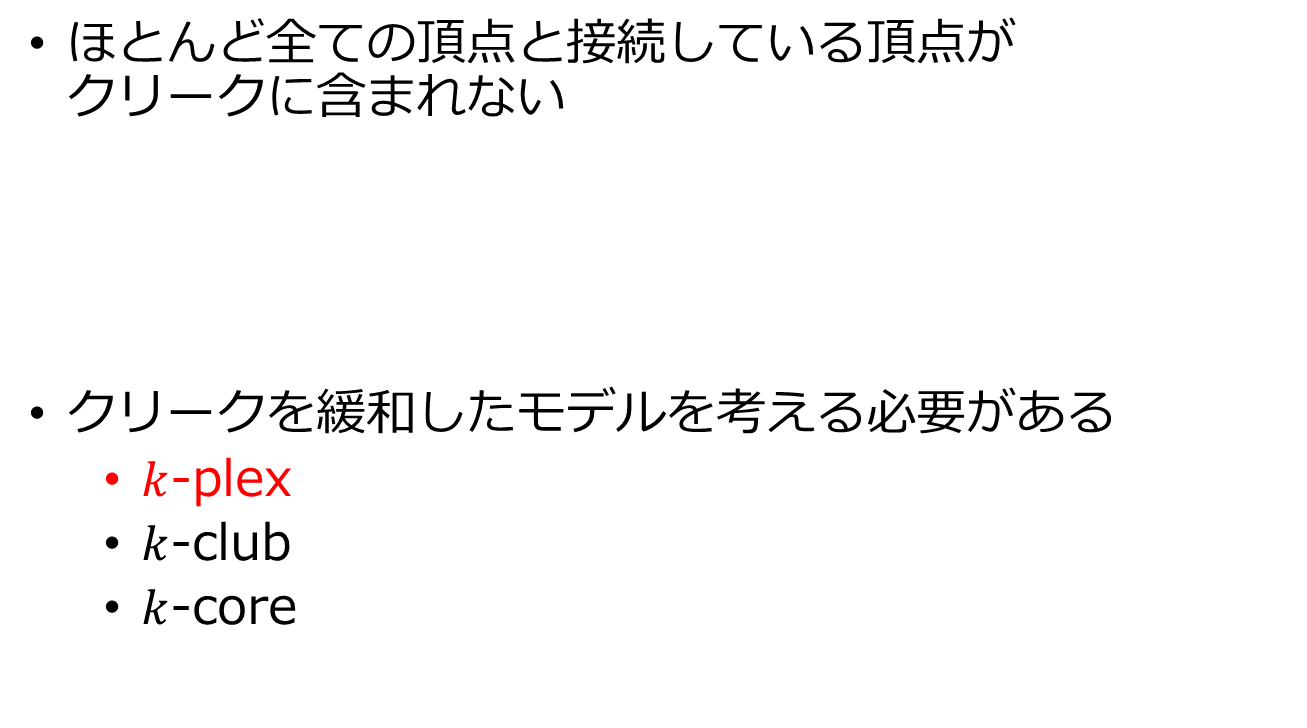 • ほとんど全ての頂点と接続している頂点が
クリークに含まれない
• クリークを緩和したモデルを考える必要がある
• k-plex
• k-club
• k-core